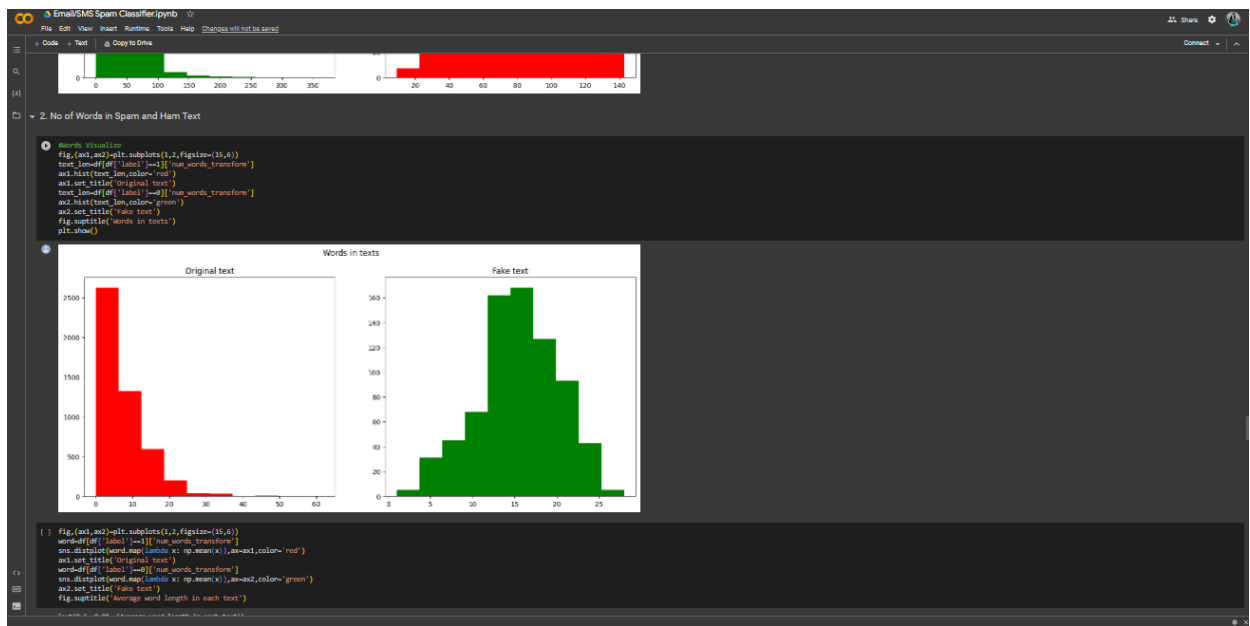 Email/SMS Spam Classifier.ipynb
Share
File Edit View Insert Runtime Tools Help Changes will not be saved
+ Code + Text Copy to Drive
Connect
0
0 50 100 150 200 250 300 350
0
20 40 60 80 100 120 140
2. No of Words in Spam and Ham Text
#Words Visualize
fig,(ax1,ax2)=plt.subplots(1,2,figsize=(15,6))
text_len=df[df['label']==1]['num_words_transform']
ax1.hist(text_len,color='red')
ax1.set_title('Original text')
text_len=df[df['label']==0]['num_words_transform']
ax2.hist(text_len,color='green')
ax2.set_title('Fake text')
fig.suptitle('Words in texts')
plt.show()
Words in texts
Original text
2500
2000
1500
1000
500
0
0 10 20 30 40 50 60
Fake text
160
140
120
100
80
60
40
20
0
0 5 10 15 20 25
[ ] fig,(ax1,ax2)=plt.subplots(1,2,figsize=(15,6))
word=df[df['label']==1]['num_words_transform']
sns.distplot(word.map(lambda x: np.mean(x)),ax=ax1,color='red')
ax1.set_title('Original text')
word=df[df['label']==0]['num_words_transform']
sns.distplot(word.map(lambda x: np.mean(x)),ax=ax2,color='green')
ax2.set_title('Fake text')
fig.suptitle('Average word length in each text')